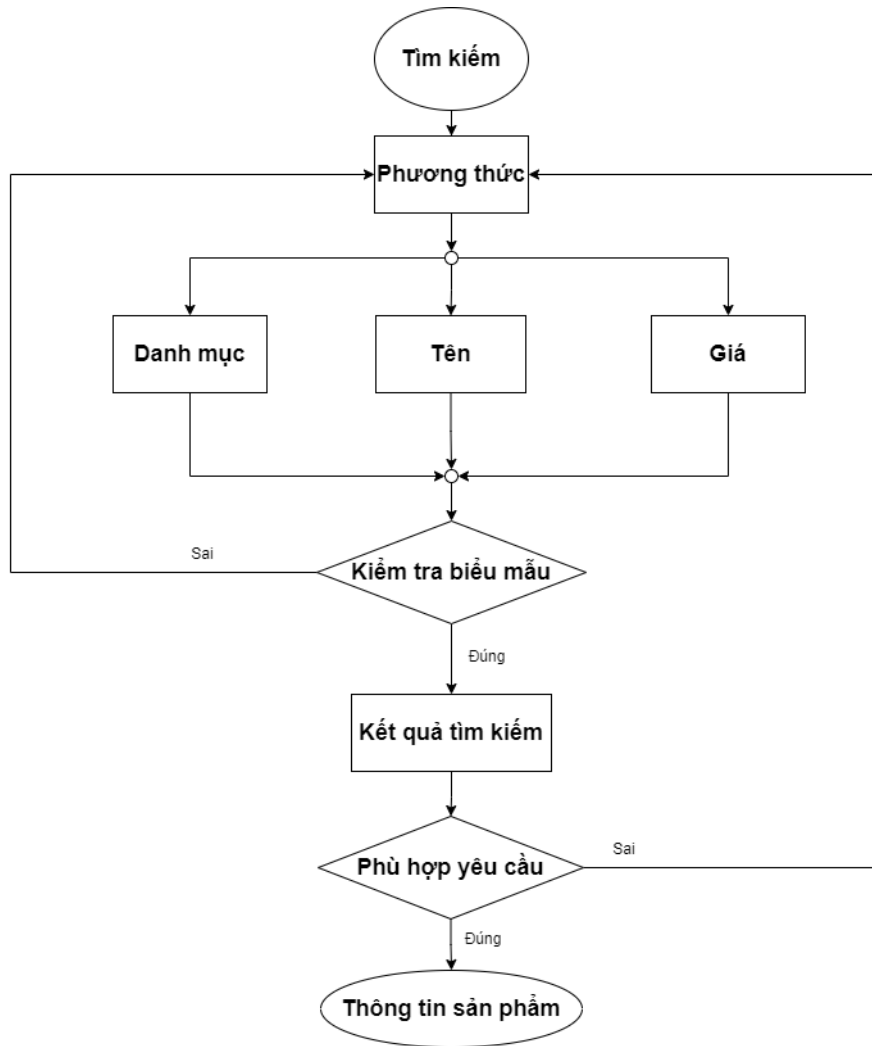 Tìm kiếm
Phương thức
Danh mục
Tên
Giá
Sai
Kiểm tra biểu mẫu
Đúng
Kết quả tìm kiếm
Phù hợp yêu cầu
Sai
Đúng
Thông tin sản phẩm